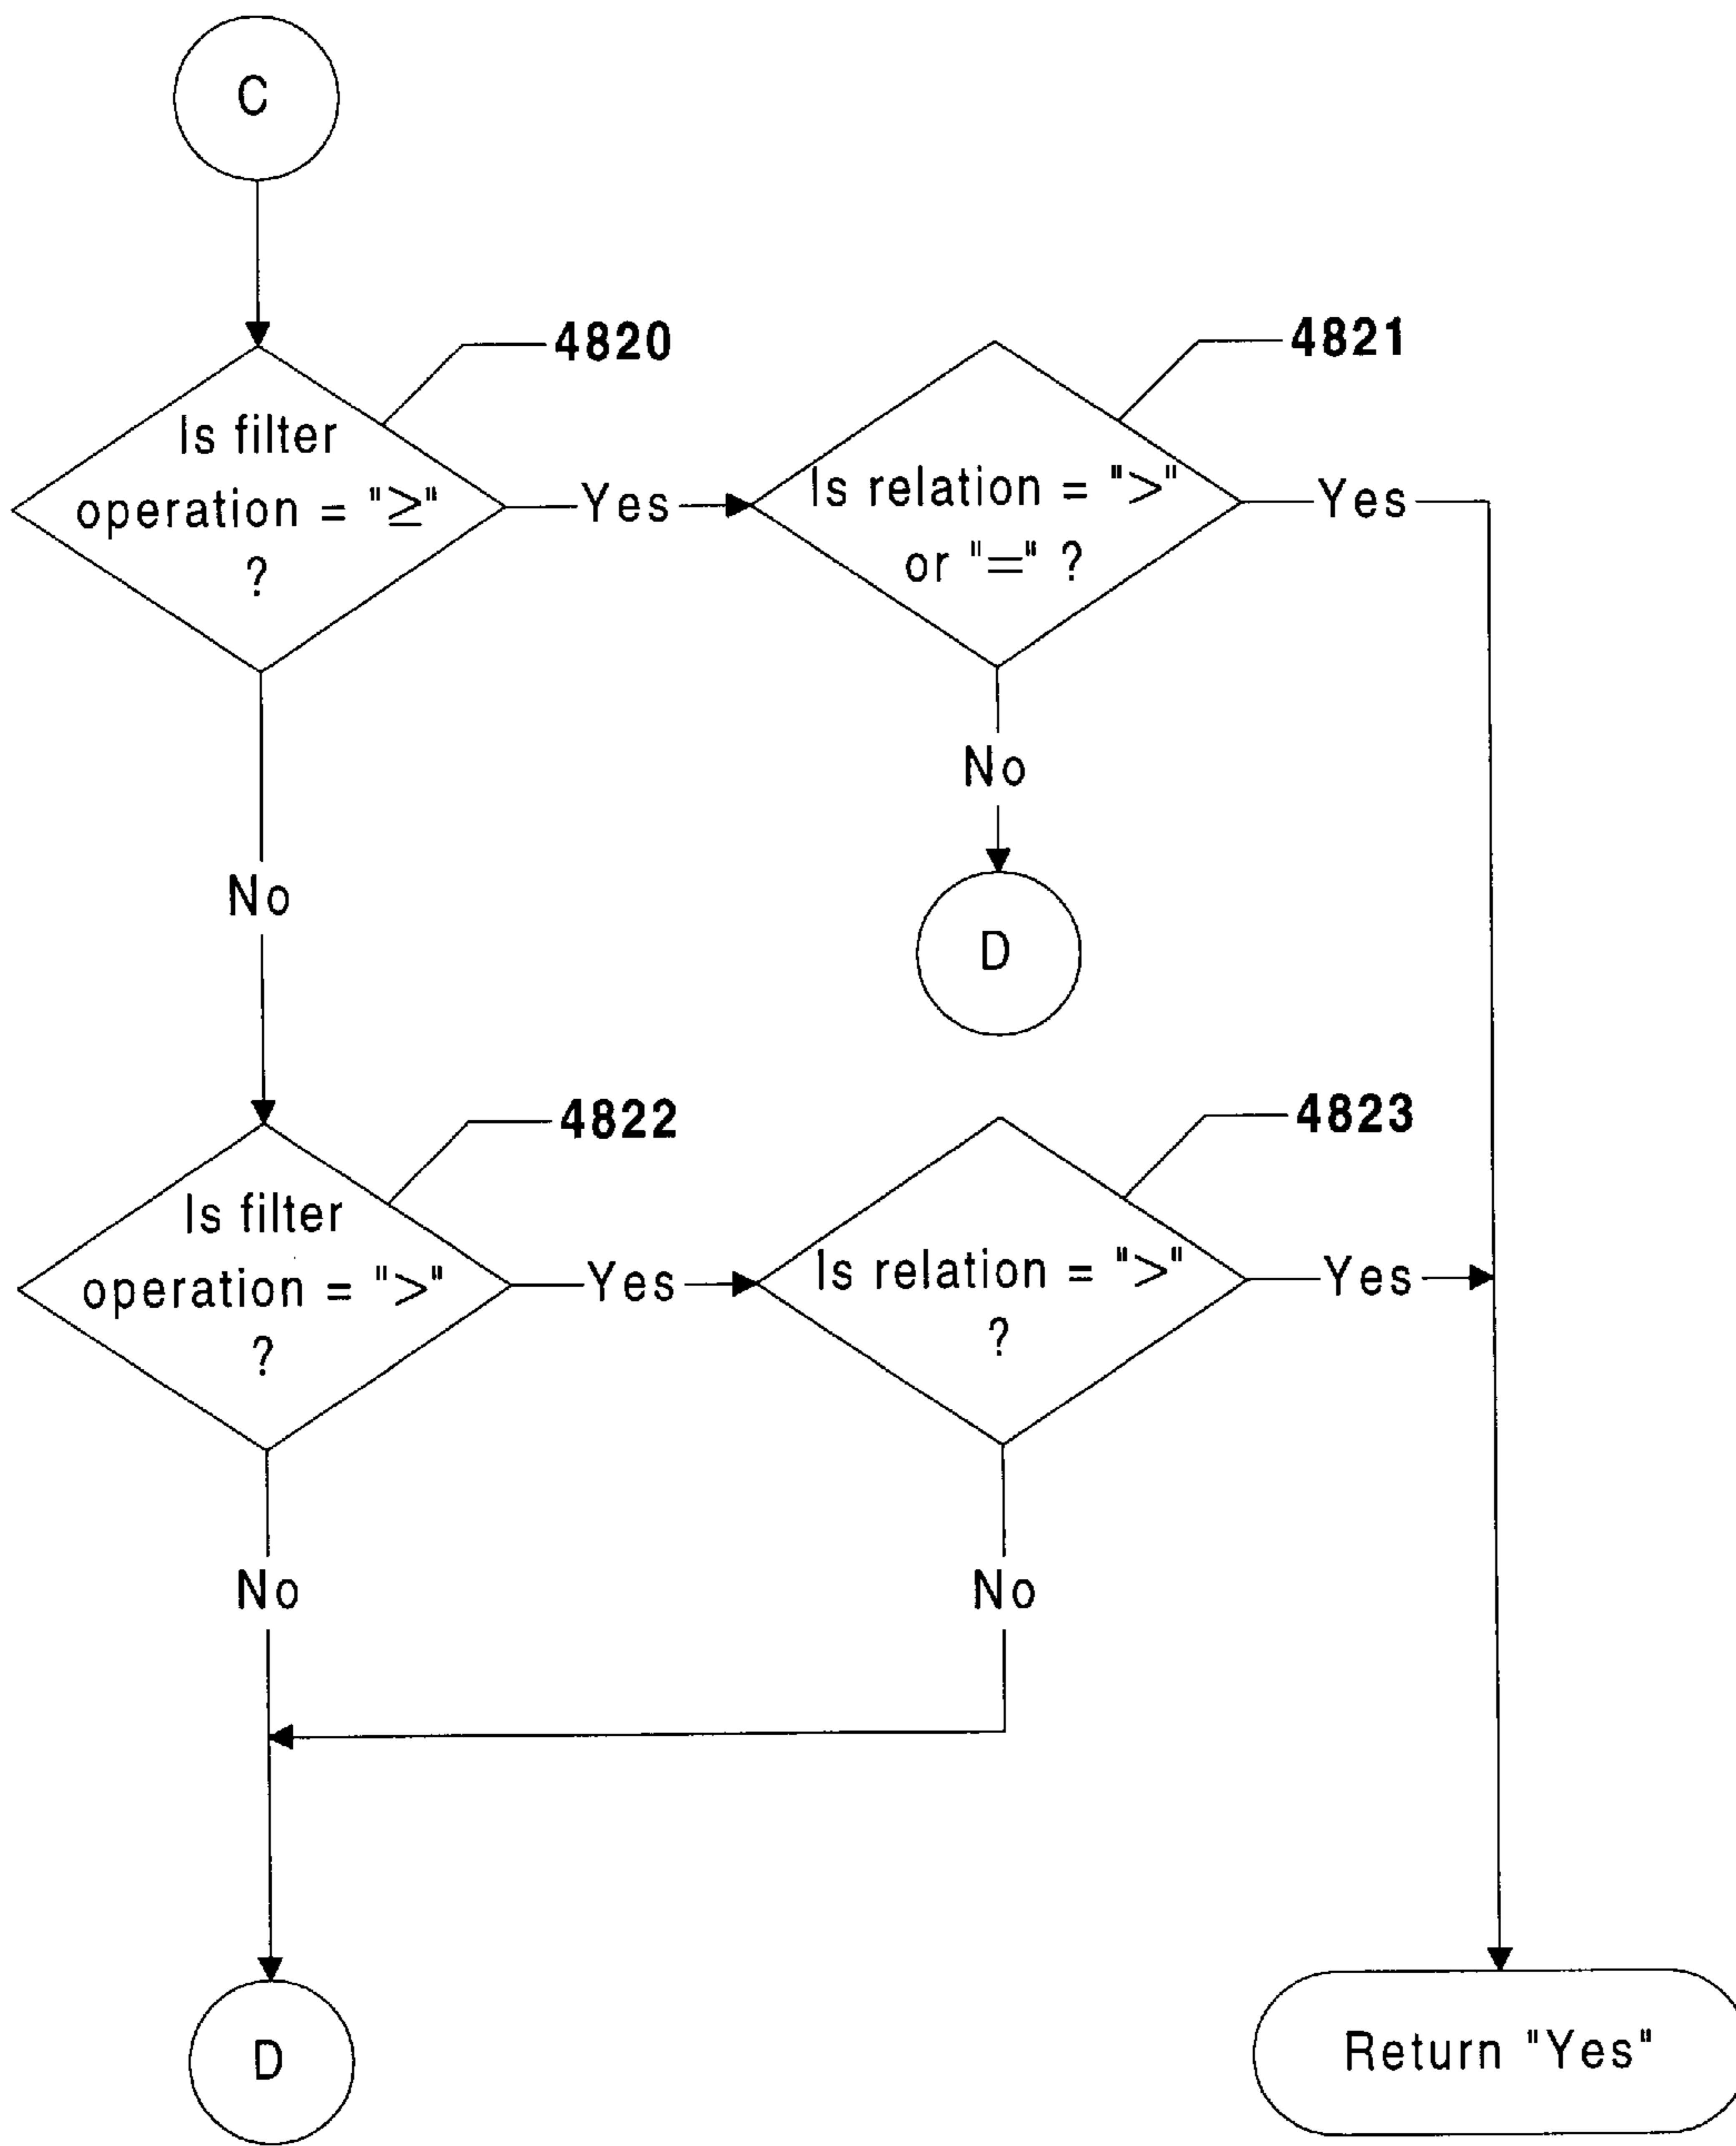 C
4820
Is filter
operation = "≥"
?
Yes
4821
Is relation = ">"
or "=" ?
Yes
No
D
No
4822
Is filter
operation = ">"
?
Yes
4823
Is relation = ">"
?
Yes
No
No
D
Return "Yes"